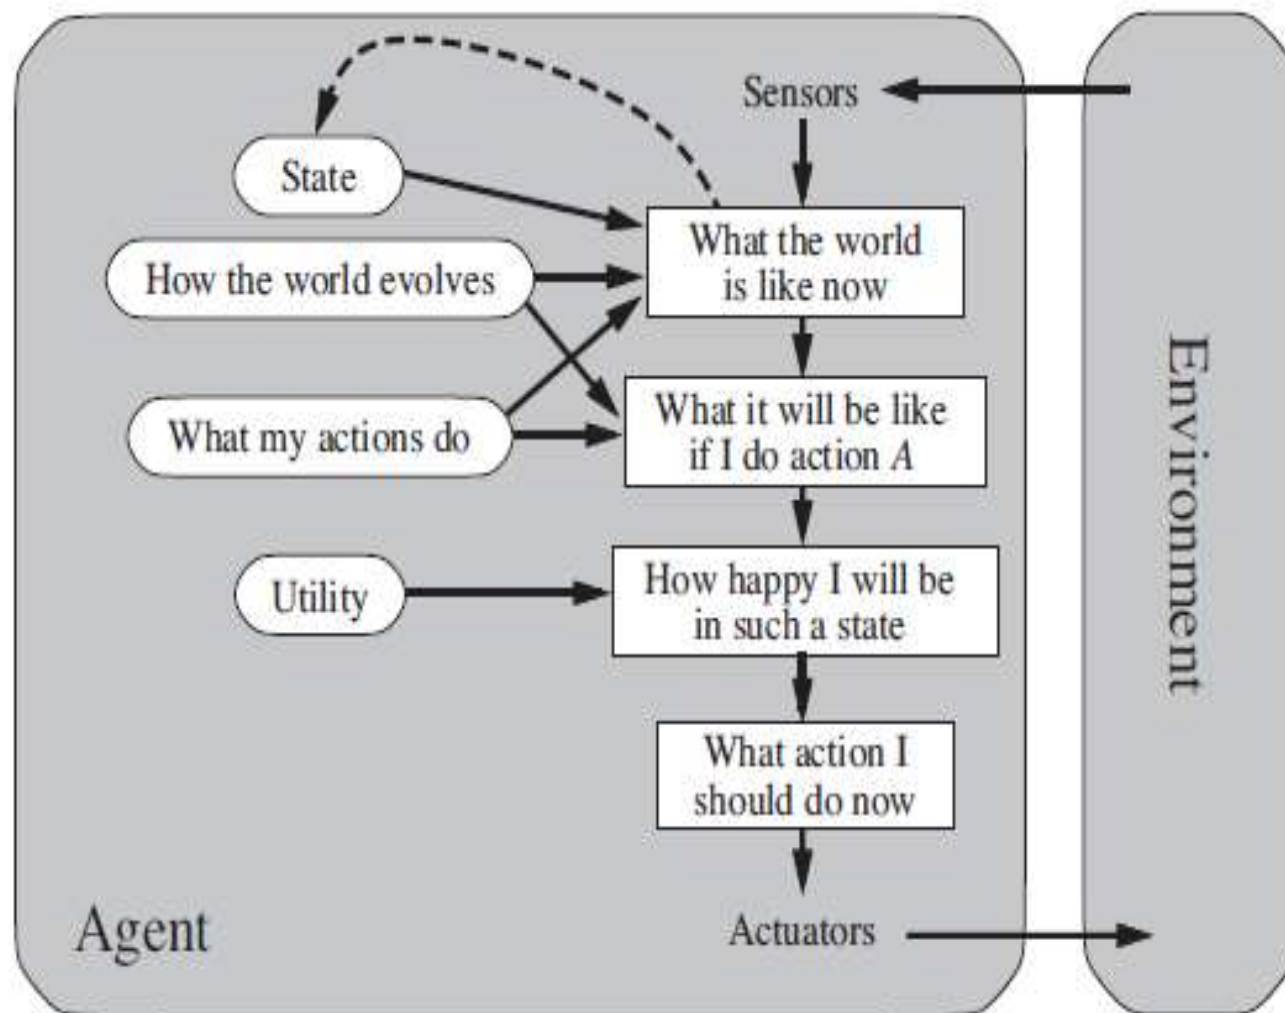 Sensors
State
What the world
is like now
How the world evolves
What my actions do
What it will be like
if I do action A
Utility
How happy I will be
in such a state
What action I
should do now
Agent
Actuators
Environment